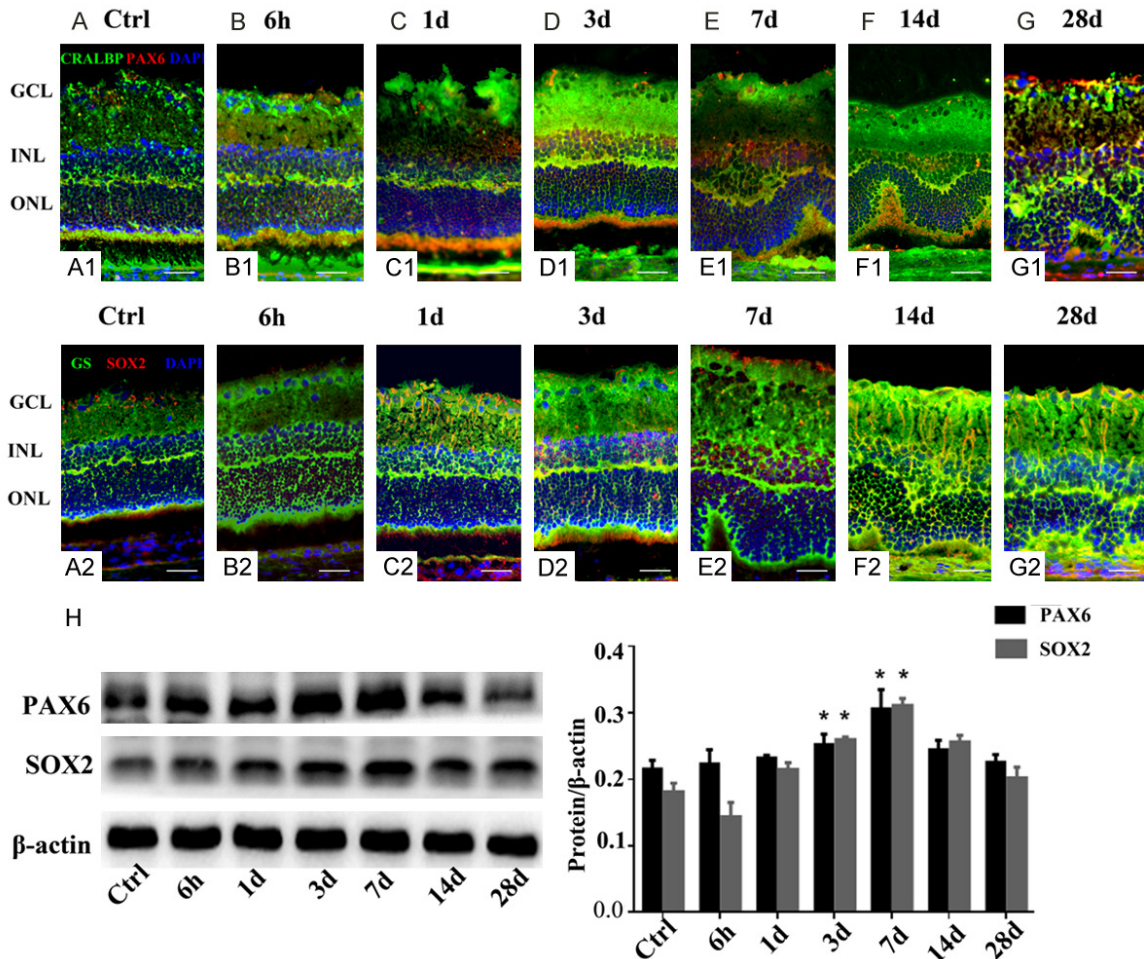 A Ctrl B 6h C 1d D 3d E 7d F 14d G 28d
CRALBP PAX6 DAPI
GCL
INL
ONL
A1 B1 C1 D1 E1 F1 G1
Ctrl 6h 1d 3d 7d 14d 28d
GS SOX2 DAPI
GCL
INL
ONL
A2 B2 C2 D2 E2 F2 G2
H
PAX6
SOX2
β-actin
Ctrl 6h 1d 3d 7d 14d 28d
PAX6
SOX2
Protein/β-actin
0.4
0.3
0.2
0.1
0.0
* *
* *
Ctrl 6h 1d 3d 7d 14d 28d